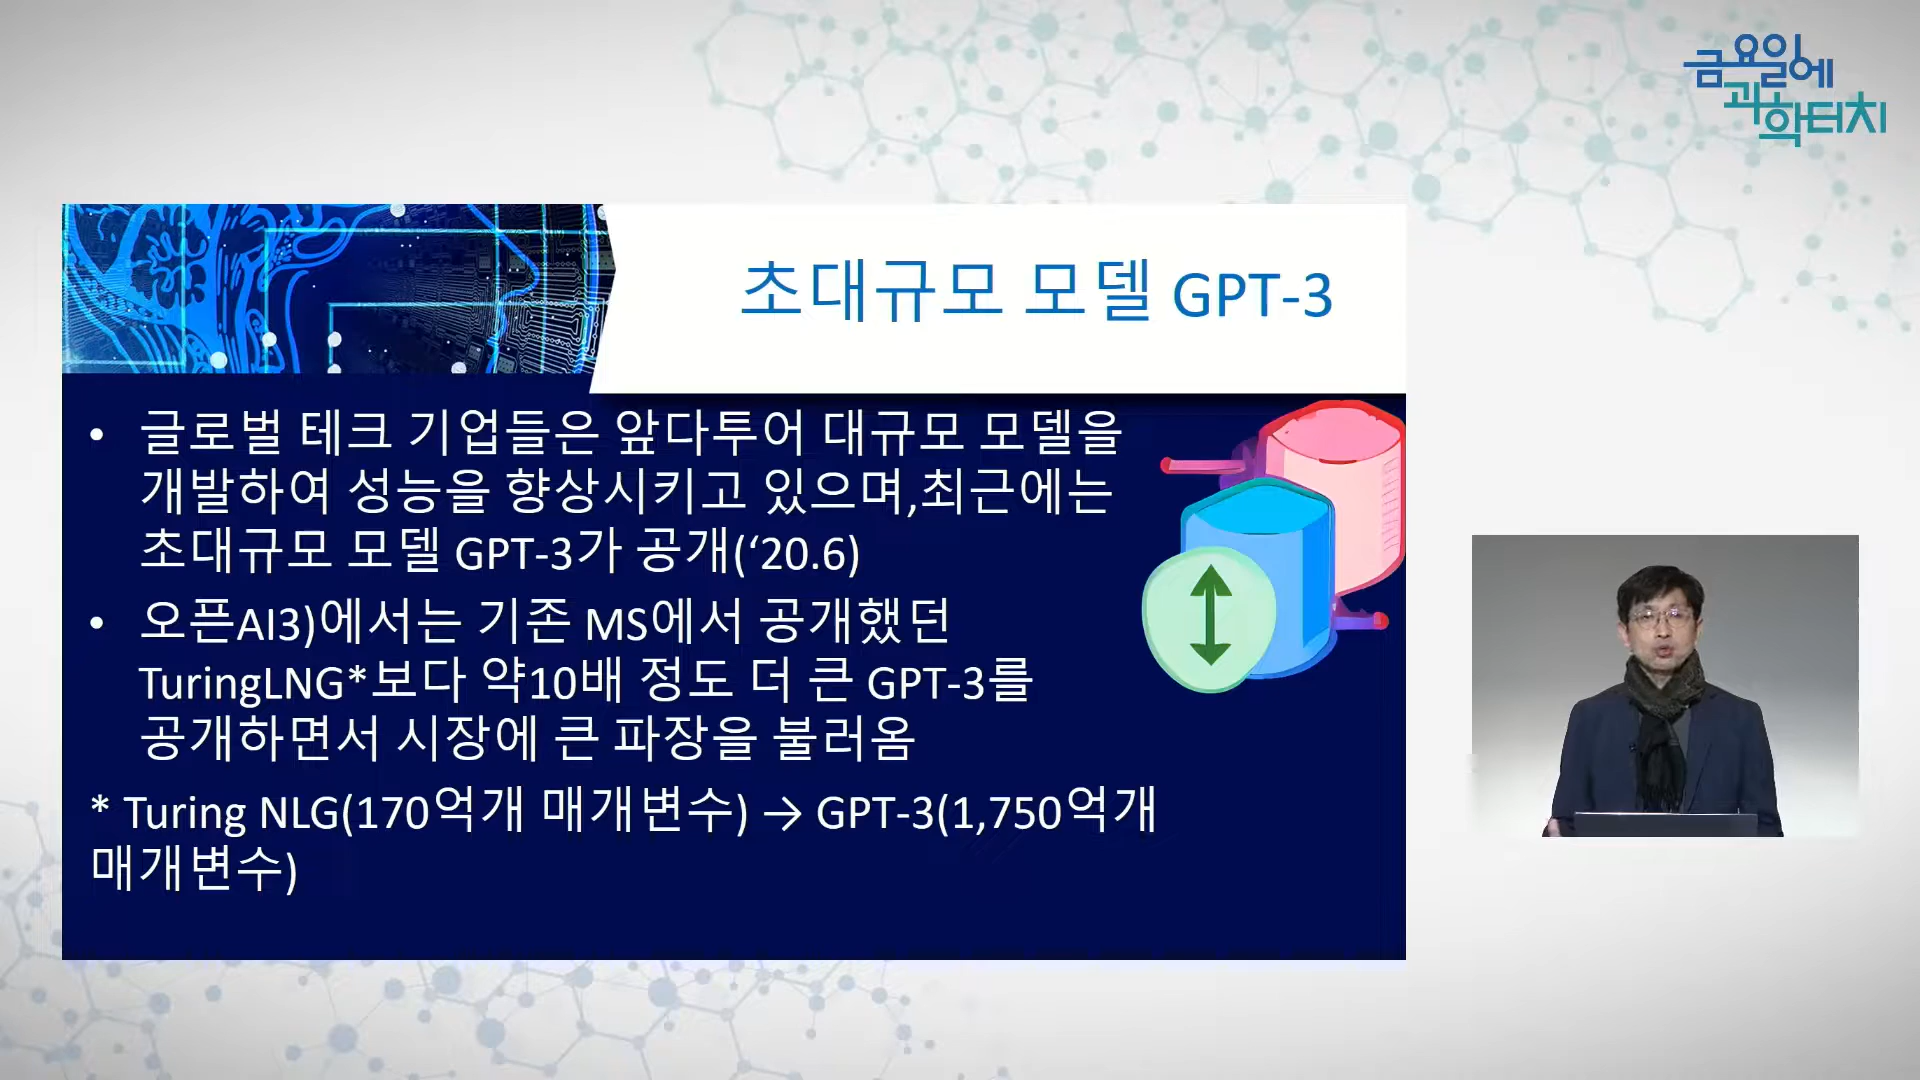 금요일에
과학터치
초대규모 모델 GPT-3
• 글로벌 테크 기업들은 앞다투어 대규모 모델을
개발하여 성능을 향상시키고 있으며,최근에는
초대규모 모델 GPT-3가 공개(‘20.6)
• 오픈AI3)에서는 기존 MS에서 공개했던
TuringLNG*보다 약10배 정도 더 큰 GPT-3를
공개하면서 시장에 큰 파장을 불러옴
* Turing NLG(170억개 매개변수) → GPT-3(1,750억개
매개변수)